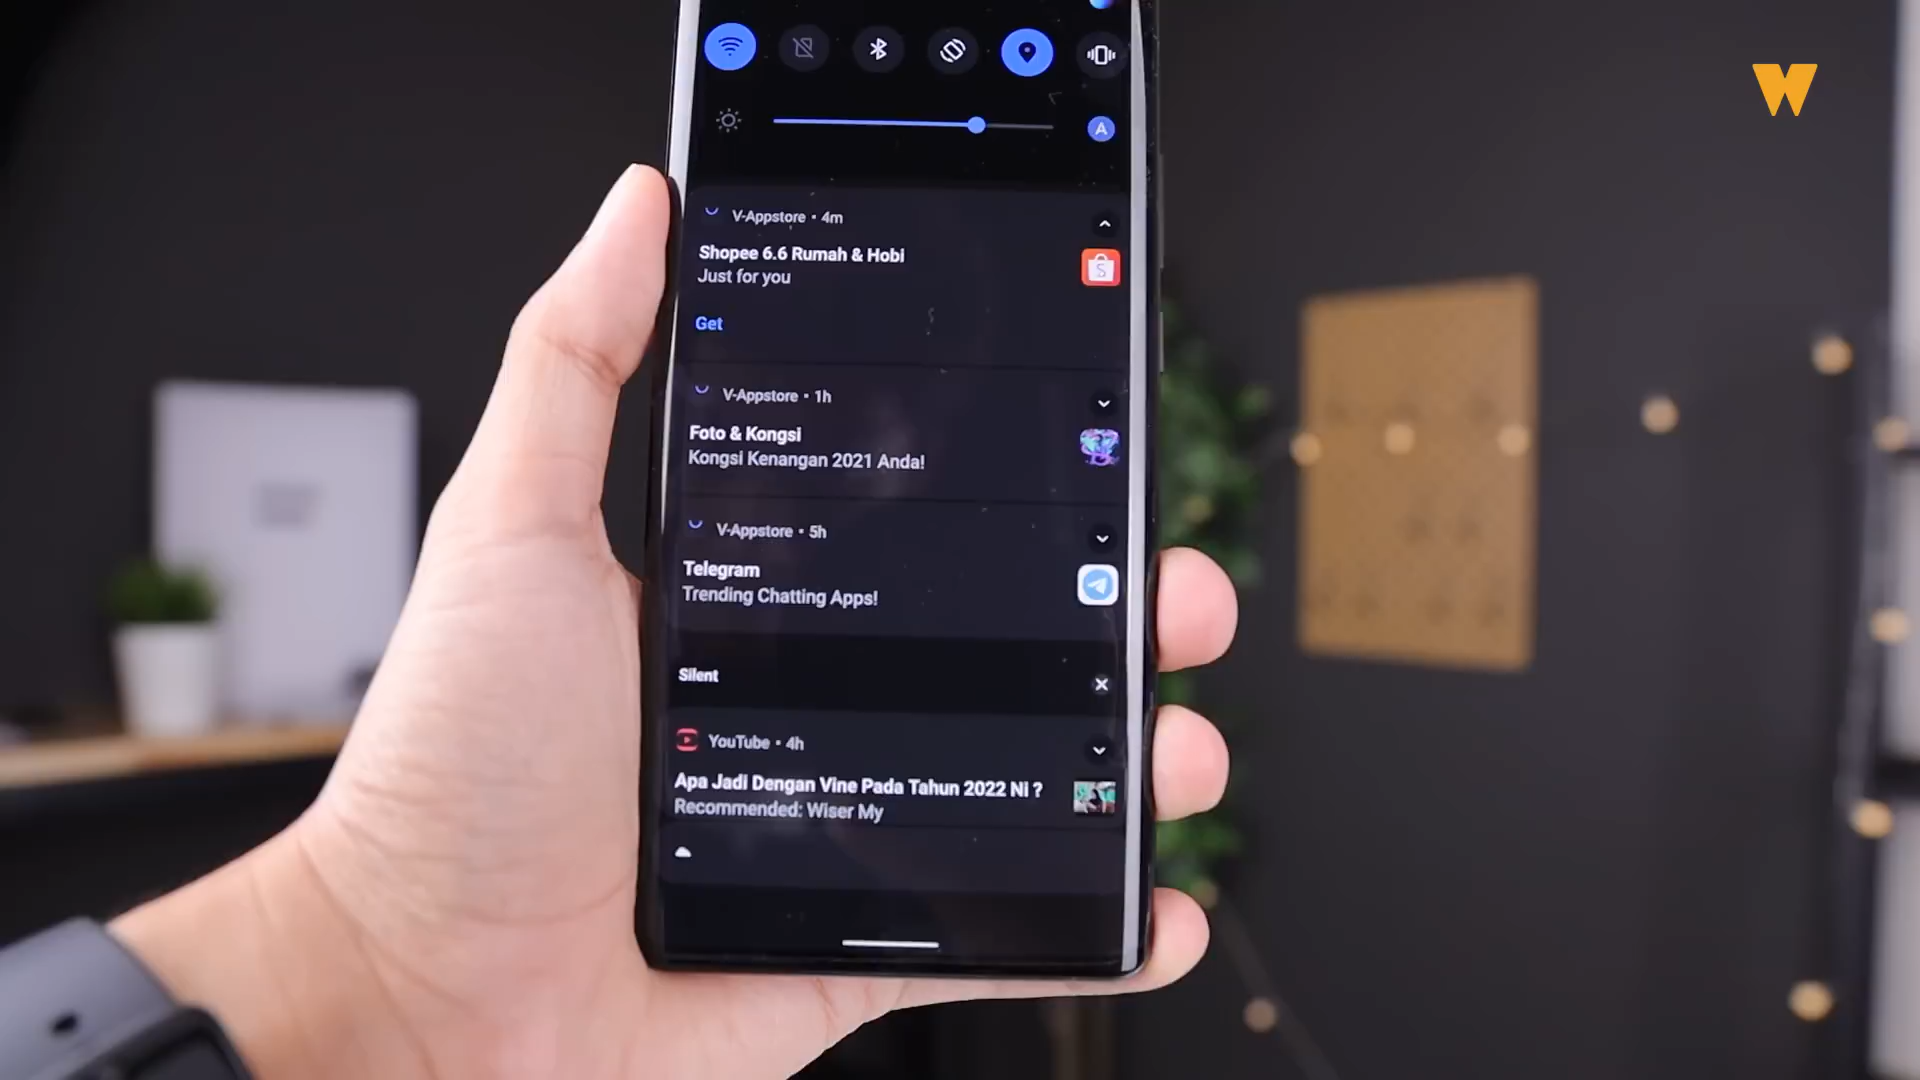 W
A
V-Appstore • 4m
Shopee 6.6 Rumah & Hobi
Just for you
Get
V-Appstore • 1h
Foto & Kongsi
Kongsi Kenangan 2021 Anda!
V-Appstore • 5h
Telegram
Trending Chatting Apps!
Silent
YouTube • 4h
Apa Jadi Dengan Vine Pada Tahun 2022 Ni ?
Recommended: Wiser My